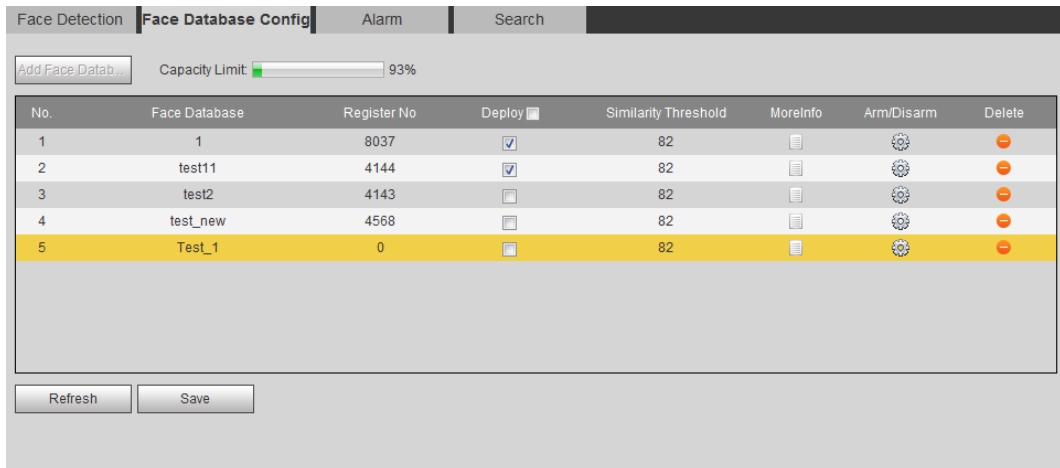 Face Detection Face Database Config Alarm Search
Add Face Datab... Capacity Limit: 93%
No. Face Database Register No Deploy Similarity Threshold MoreInfo Arm/Disarm Delete
1 1 8037 82
2 test11 4144 82
3 test2 4143 82
4 test_new 4568 82
5 Test_1 0 82
Refresh Save